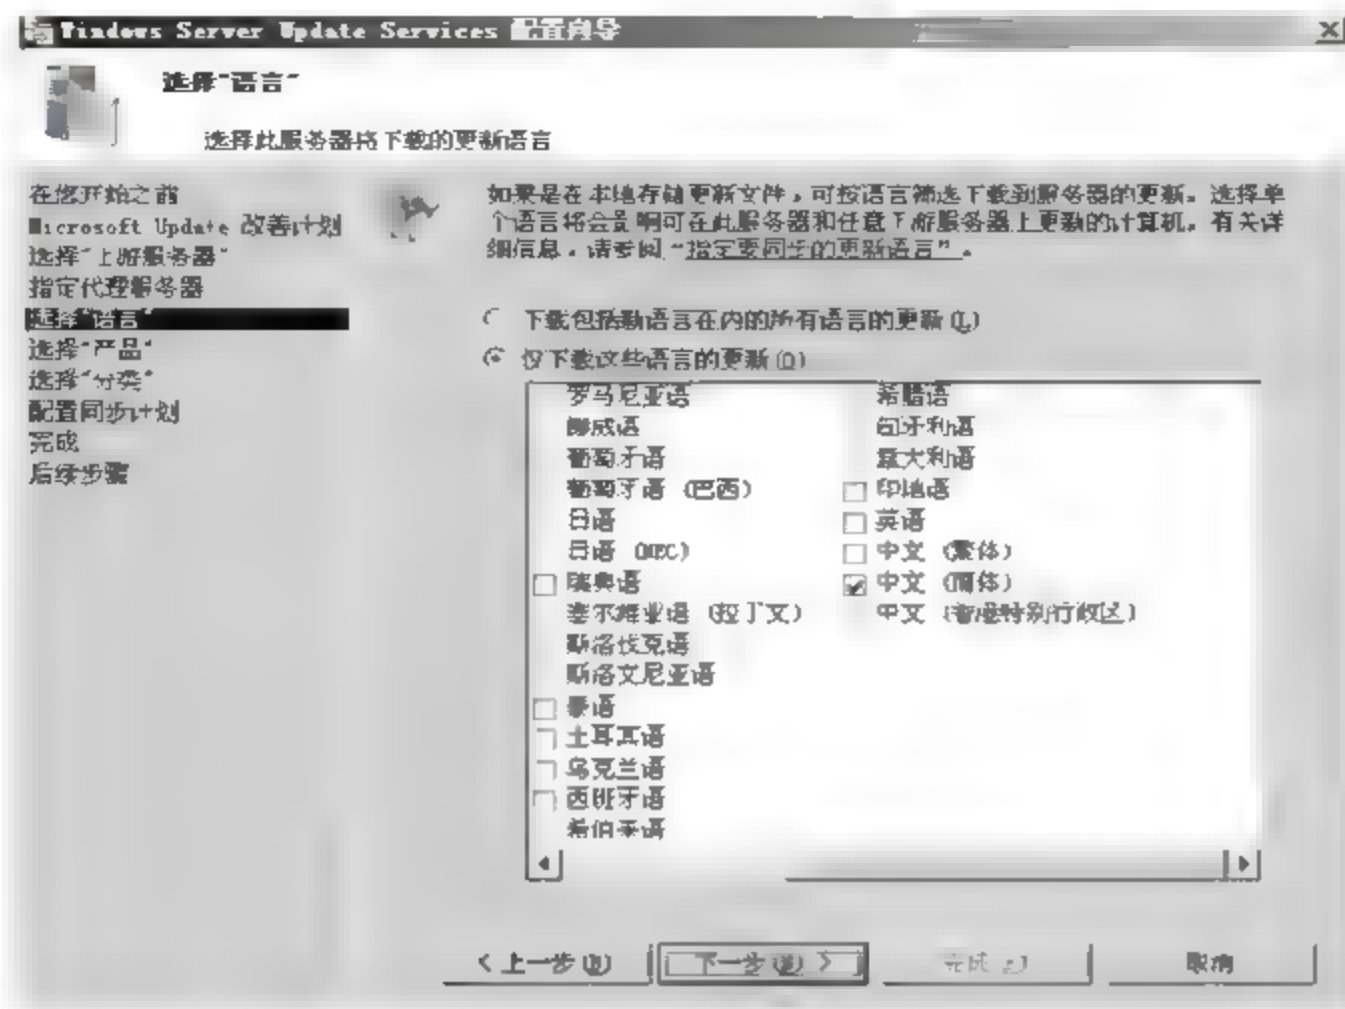 Windows Server Update Services 配置向导
选择"语言"
选择此服务器将下载的更新语言
在您开始之前
Microsoft Update 改善计划
选择"上游服务器"
指定代理服务器
选择"语言"
选择"产品"
选择"分类"
配置同步计划
完成
后续步骤
如果是在本地存储更新文件，可按语言筛选下载到服务器的更新。选择单
个语言将会影响可在此服务器和任意下游服务器上更新的计算机。有关详
细信息，请参阅"指定要同步的更新语言"。
下载包括新语言在内的所有语言的更新(L)
仅下载这些语言的更新(O)
罗马尼亚语
挪威语
葡萄牙语
葡萄牙语 (巴西)
日语
日语 (NEC)
瑞典语
塞尔维亚语 (拉丁文)
斯洛伐克语
斯洛文尼亚语
泰语
土耳其语
乌克兰语
西班牙语
希伯来语
希腊语
匈牙利语
意大利语
印地语
英语
中文 (繁体)
中文 (简体)
中文 (香港特别行政区)
< 上一步(B)
下一步(N) >
完成(F)
取消